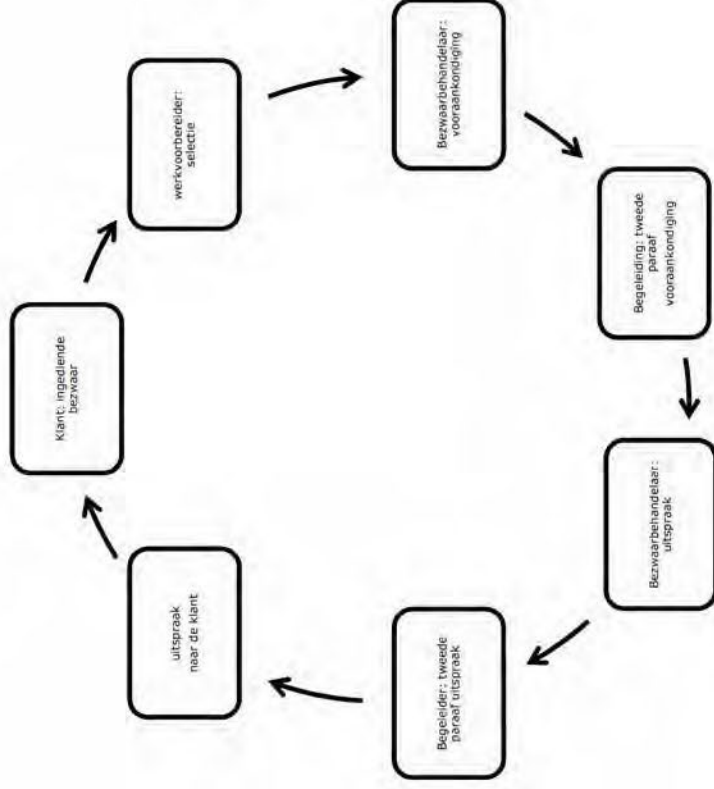 Klant: ingediende
bezwaar
werkvoorbereider:
selectie
Bezwaarbehandelaar:
vooraankondiging
Begeleiding: tweede
paraaf
vooraankondiging
Bezwaarbehandelaar:
uitspraak
Begeleider: tweede
paraaf uitspraak
uitspraak
naar de klant